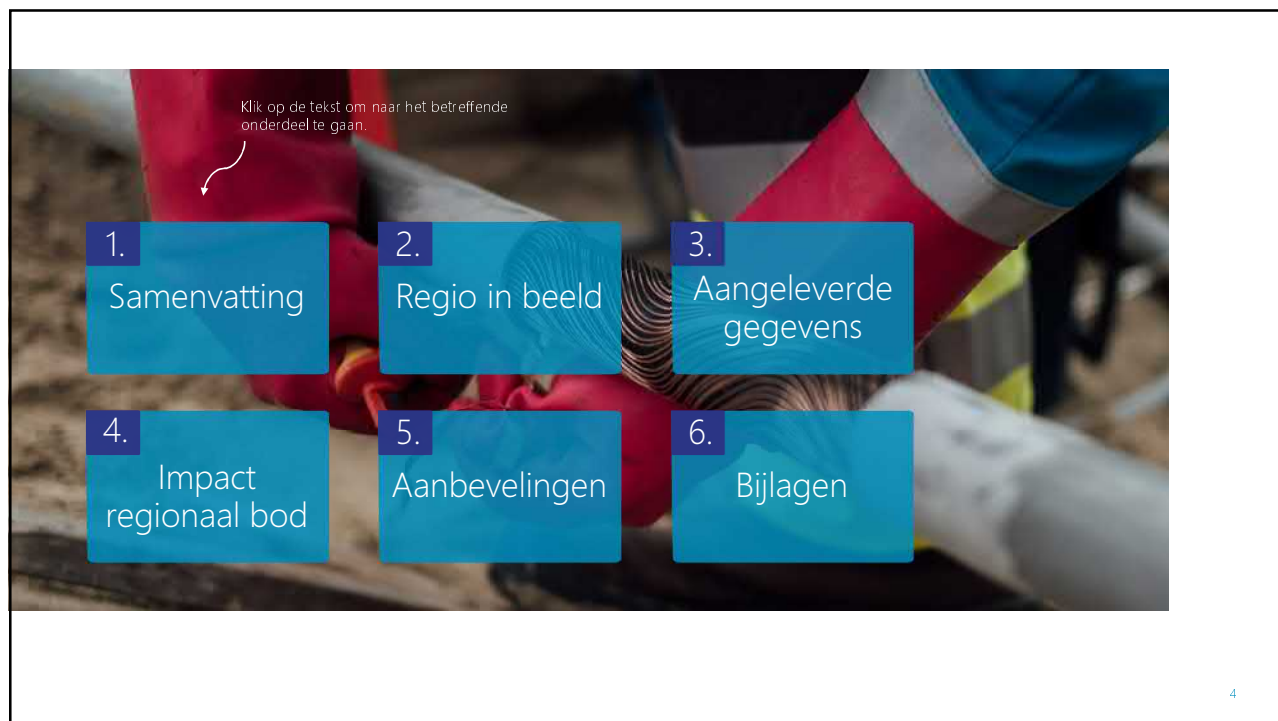 Klik op de tekst om naar het betreffende
onderdeel te gaan.
1.
Samenvatting
2.
Regio in beeld
3.
Aangeleverde
gegevens
4.
Impact
regionaal bod
5.
Aanbevelingen
6.
Bijlagen
4